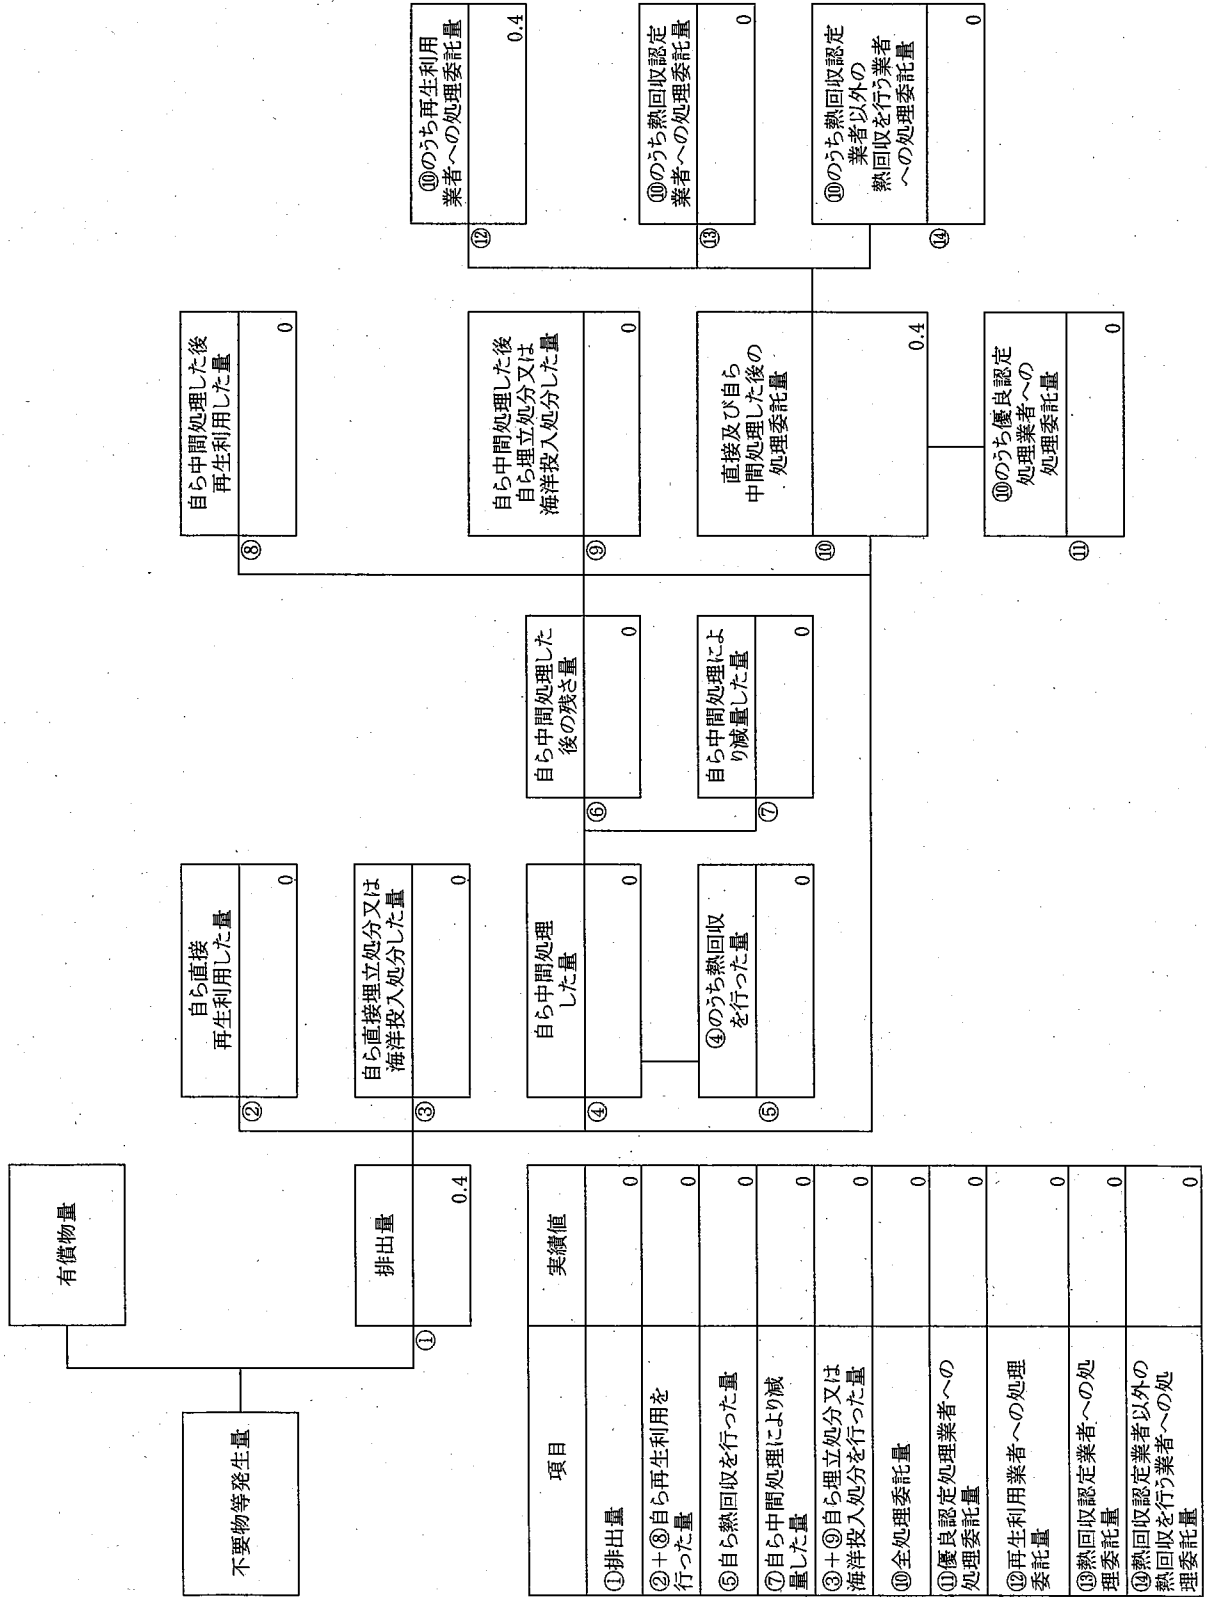 有償物量
不要物等発生量
①
排出量
0.4
②
自ら直接
再生利用した量
0
③
自ら直接埋立処分又は
海洋投入処分した量
0
④
自ら中間処理
した量
0
⑤
④のうち熱回収
を行った量
0
⑥
自ら中間処理した
後の残さ量
0
⑦
自ら中間処理によ
り減量した量
0
⑧
自ら中間処理した後
再生利用した量
0
⑨
自ら中間処理した後
自ら埋立処分又は
海洋投入処分した量
0
⑩
直接及び自ら
中間処理した後の
処理委託量
0.4
⑪
⑩のうち優良認定
処理業者への
処理委託量
0
⑫
⑩のうち再生利用
業者への処理委託量
0.4
⑬
⑩のうち熱回収認定
業者への処理委託量
0
⑭
⑩のうち熱回収認定
業者以外の
熱回収を行う業者
への処理委託量
0
項目 実績値
①排出量 0
②+⑧自ら再生利用を
行った量 0
⑤自ら熱回収を行った量 0
⑦自ら中間処理により減
量した量 0
③+⑨自ら埋立処分又は
海洋投入処分を行った量 0
⑩全処理委託量 0
⑪優良認定処理業者への
処理委託量 0
⑫再生利用業者への処理
委託量 0
⑬熱回収認定業者への処
理委託量 0
⑭熱回収認定業者以外の
熱回収を行う業者への処
理委託量 0